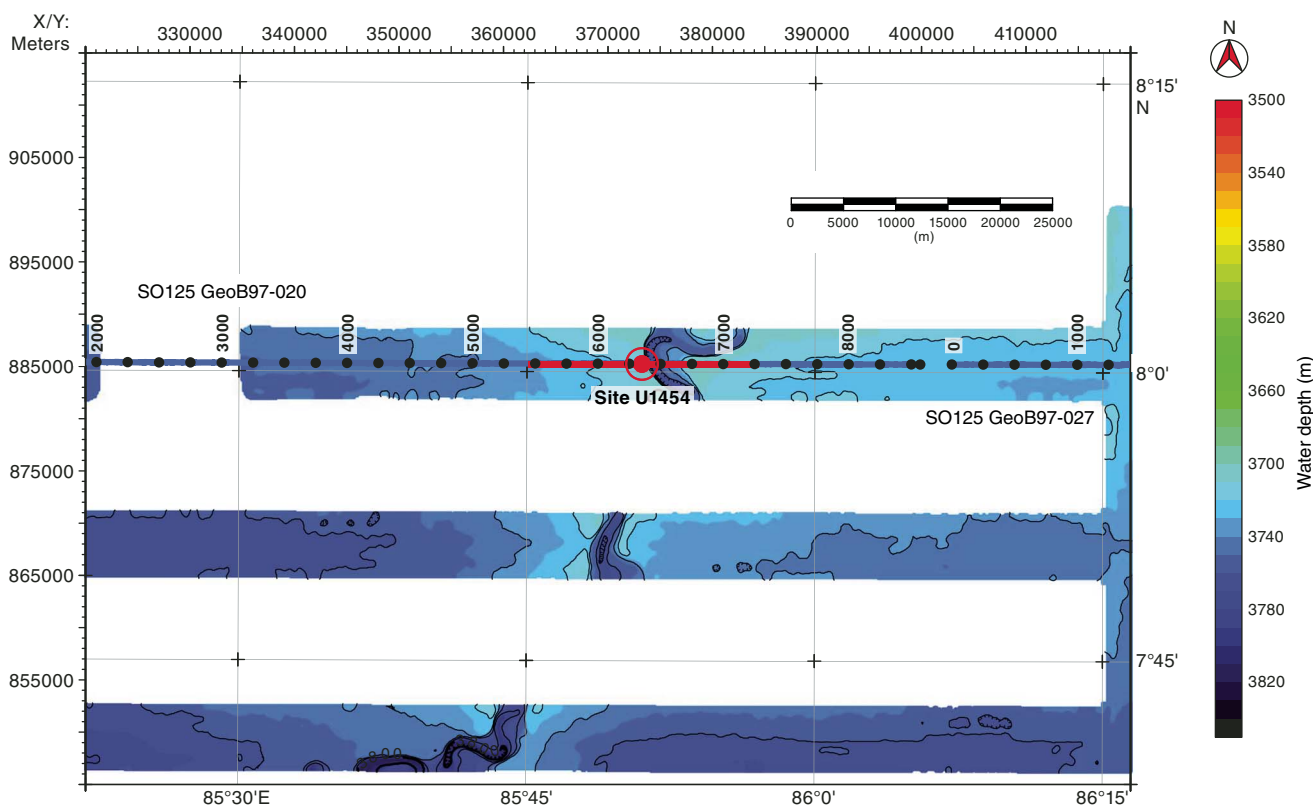 X/Y:
Meters
330000 340000 350000 360000 370000 380000 390000 400000 4100000
N
8°15'
N
905000
895000
885000
875000
865000
855000
0 5000 10000 15000 20000 25000
(m)
SO125 GeoB97-020
2000 3000 4000 5000 6000 7000 8000 0 1000
8°0'
Site U1454
SO125 GeoB97-027
7°45'
85°30'E 85°45' 86°0' 86°15'
3500
3540
3580
3620
3660
3700
3740
3780
3820
Water depth (m)